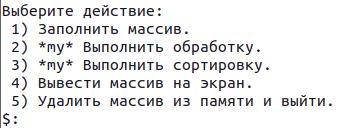 Выберите действие:
1) Заполнить массив.
2) *my* Выполнить обработку.
3) *my* Выполнить сортировку.
4) Вывести массив на экран.
5) Удалить массив из памяти и выйти.
$: